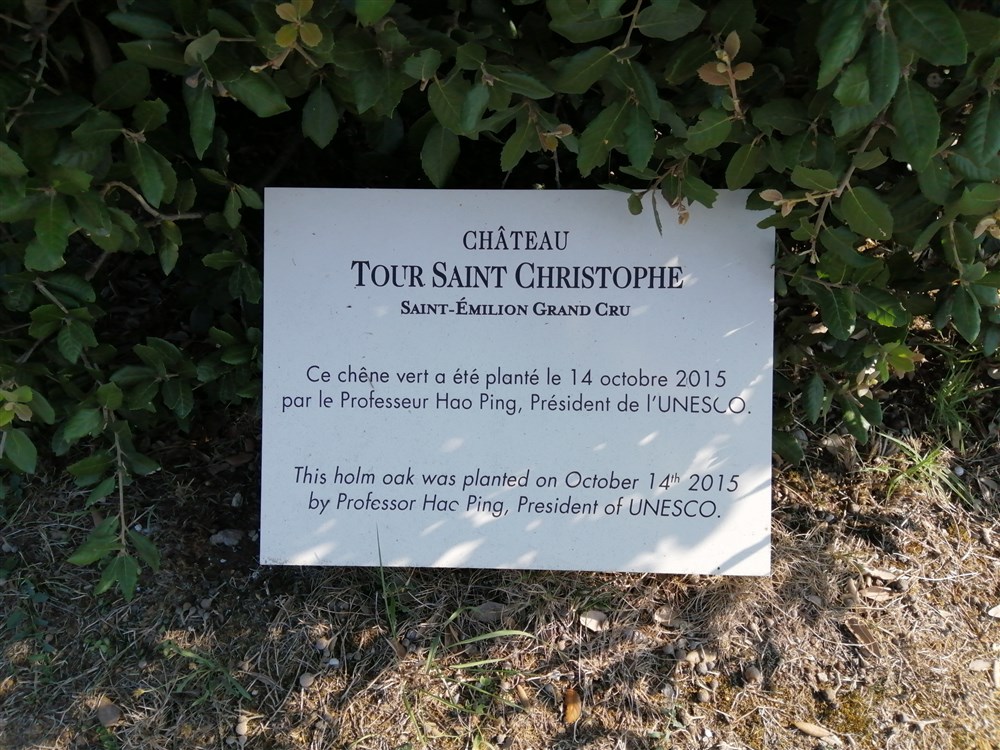 CHÂTEAU
TOUR SAINT CHRISTOPHE
SAINT-ÉMILION GRAND CRU
Ce chêne vert a été planté le 14 octobre 2015
par le Professeur Hao Ping, Président de l'UNESCO.
This holm oak was planted on October 14th 2015
by Professor Hao Ping, President of UNESCO.